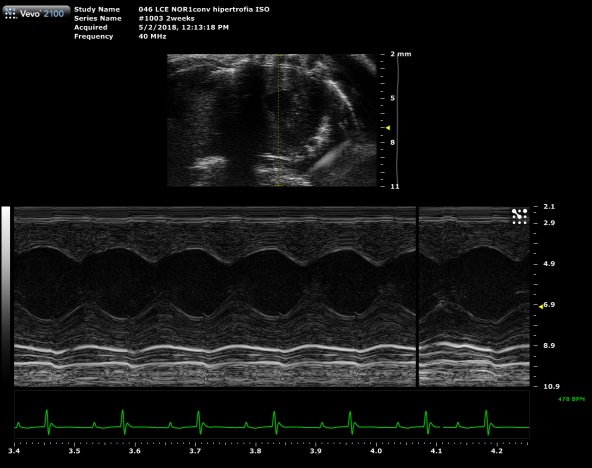 Vevo 2100
Study Name 046 LCE NOR1conv hipertrofia ISO
Series Name #1003 2weeks
Acquired 5/2/2018, 12:13:18 PM
Frequency 40 MHz
2 mm
5
8
11
2.1
2.9
4.9
6.9
8.9
10.9
478 BPM
3.4 3.5 3.6 3.7 3.8 3.9 4.0 4.1 4.2